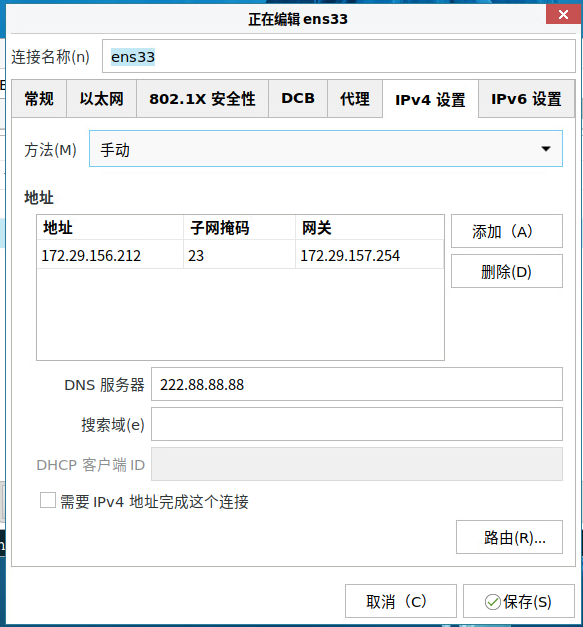 正在编辑 ens33
连接名称(n) ens33
常规 以太网 802.1X 安全性 DCB 代理 IPv4 设置 IPv6 设置
方法(M) 手动
地址
地址 子网掩码 网关
172.29.156.212 23 172.29.157.254
添加（A）
删除(D)
DNS 服务器 222.88.88.88
搜索域(e)
DHCP 客户端 ID
需要 IPv4 地址完成这个连接
路由(R)...
取消（C） 保存(S)